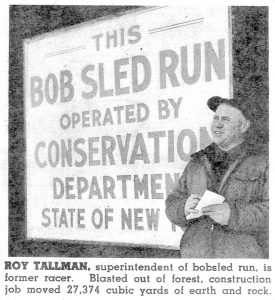 THIS
BOB SLED RUN
OPERATED BY
CONSERVATION
DEPARTMEN
STATE OF NEW
ROY TALLMAN, superintendent of bobsled run, is
former racer. Blasted out of forest, construction
job moved 27,374 cubic yards of earth and rock.